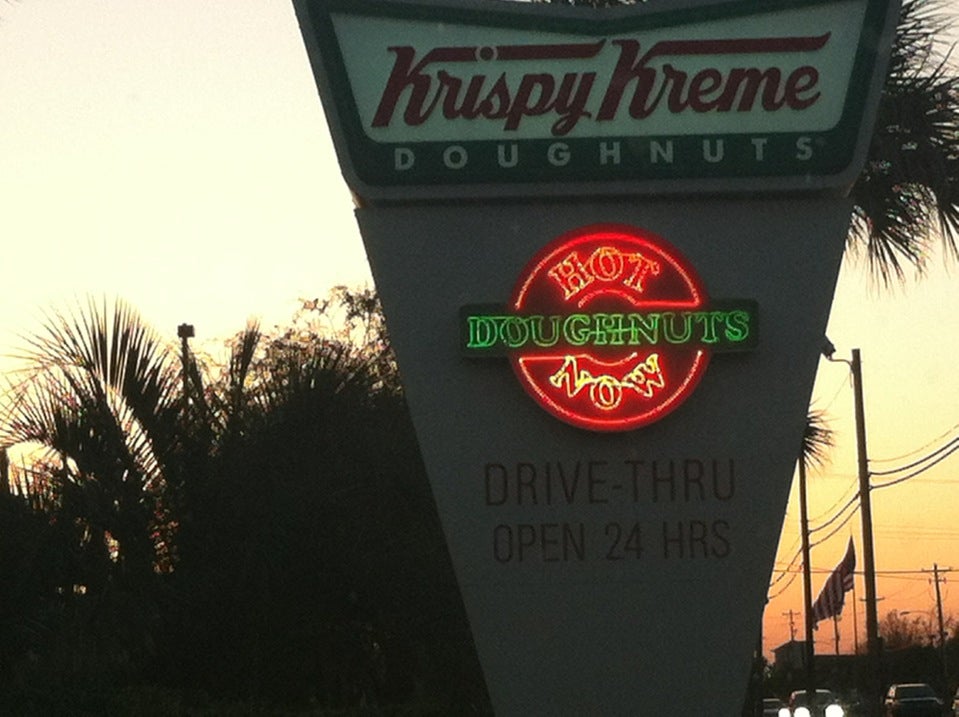 Krispy Kreme
DOUGHNUTS
HOT
DOUGHNUTS
NOW
DRIVE-THRU
OPEN 24 HRS